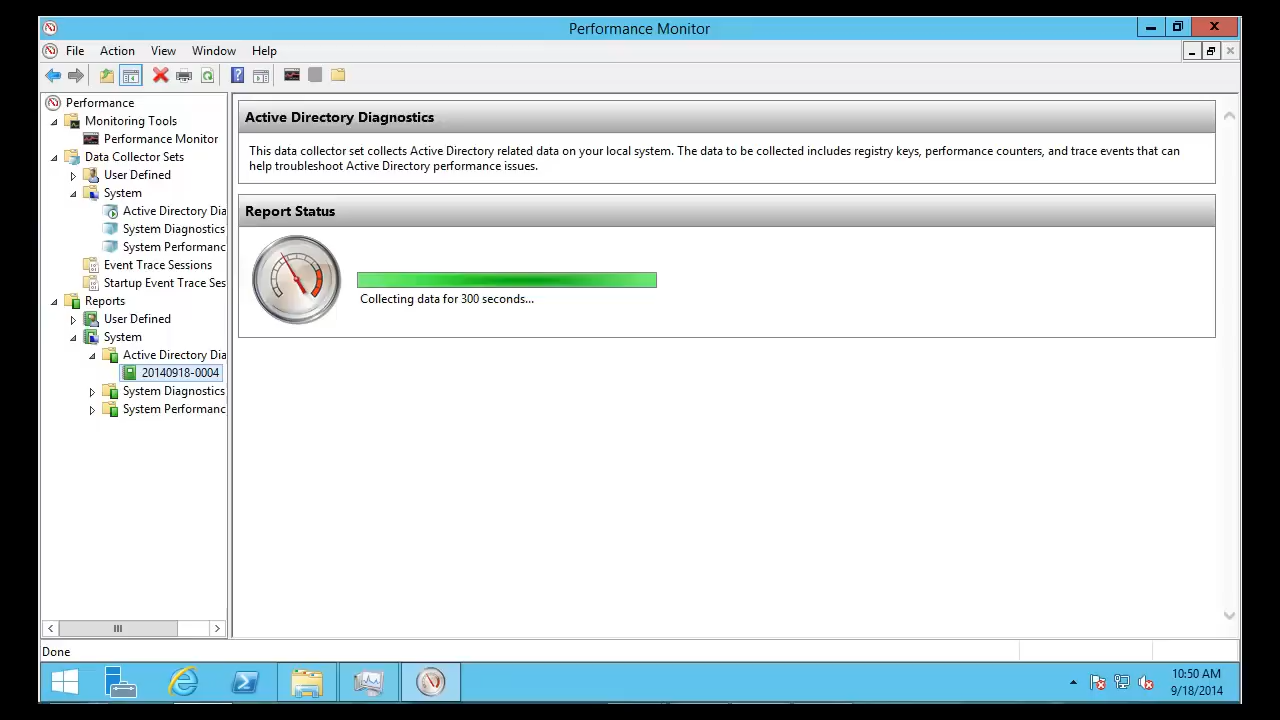 Performance Monitor
File Action View Window Help
Performance
Monitoring Tools
Performance Monitor
Data Collector Sets
User Defined
System
Active Directory Dia
System Diagnostics
System Performanc
Event Trace Sessions
Startup Event Trace Ses
Reports
User Defined
System
Active Directory Dia
20140918-0004
System Diagnostics
System Performanc
Active Directory Diagnostics
This data collector set collects Active Directory related data on your local system. The data to be collected includes registry keys, performance counters, and trace events that can
help troubleshoot Active Directory performance issues.
Report Status
Collecting data for 300 seconds...
Done
10:50 AM
9/18/2014